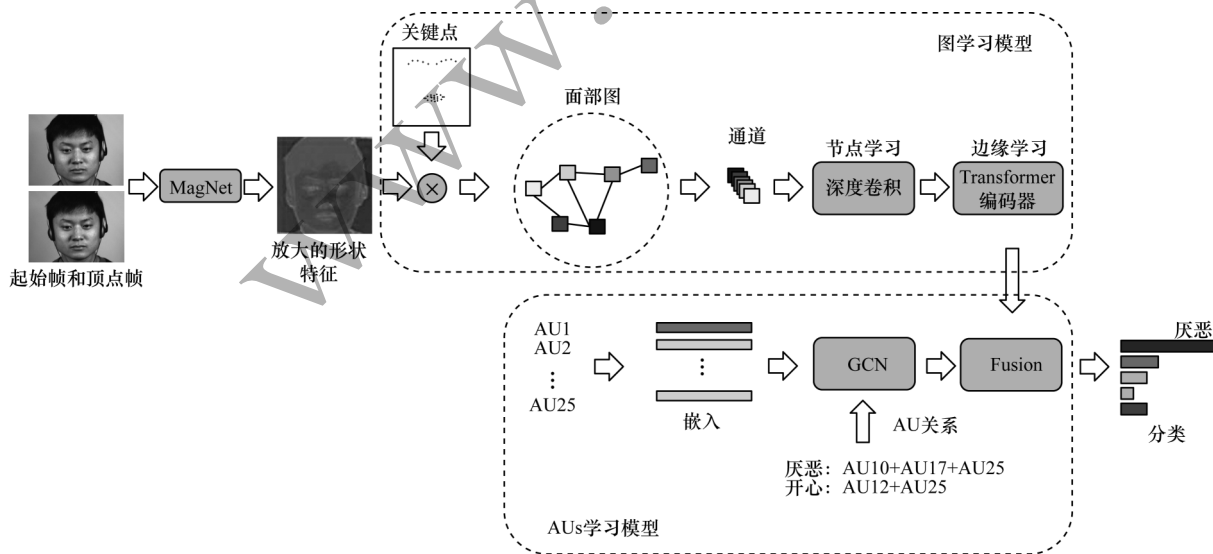 关键点
图学习模型
面部图
通道
节点学习
边缘学习
MagNet
深度卷积
Transformer
编码器
放大的形状
特征
起始帧和顶点帧
www.
AU1
AU2
AU25
嵌入
GCN
Fusion
厌恶
分类
AU关系
厌恶：AU10+AU17+AU25
开心：AU12+AU25
AUs学习模型